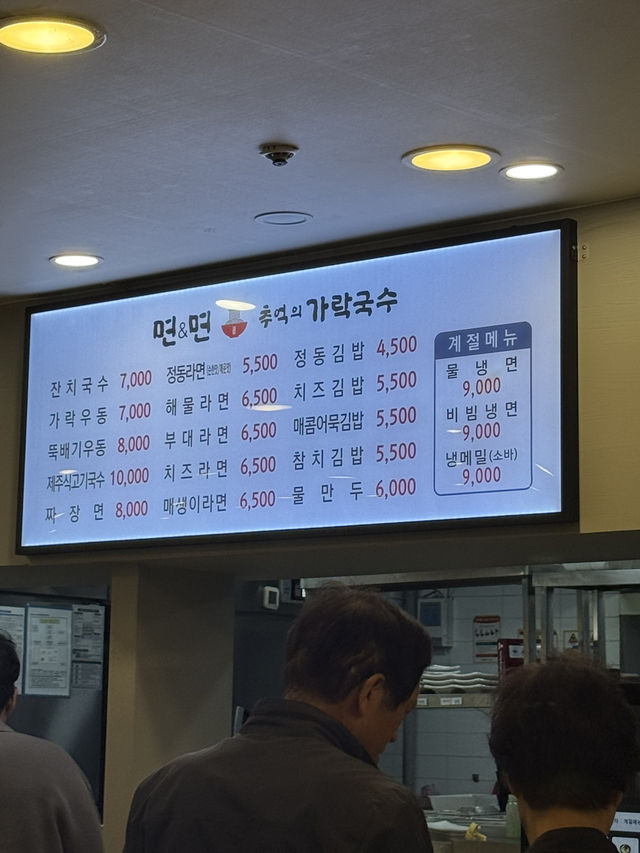 면&면 추억의 가락국수
잔치국수 7,000
가락우동 7,000
뚝배기우동 8,000
제주식고기국수 10,000
짜장면 8,000
정동라면 5,500
해물라면 6,500
부대라면 6,500
치즈라면 6,500
매생이라면 6,500
정동김밥 4,500
치즈김밥 5,500
매콤어묵김밥 5,500
참치김밥 5,500
물만두 6,000
계절메뉴
물냉면
9,000
비빔냉면
9,000
냉메밀(소바)
9,000